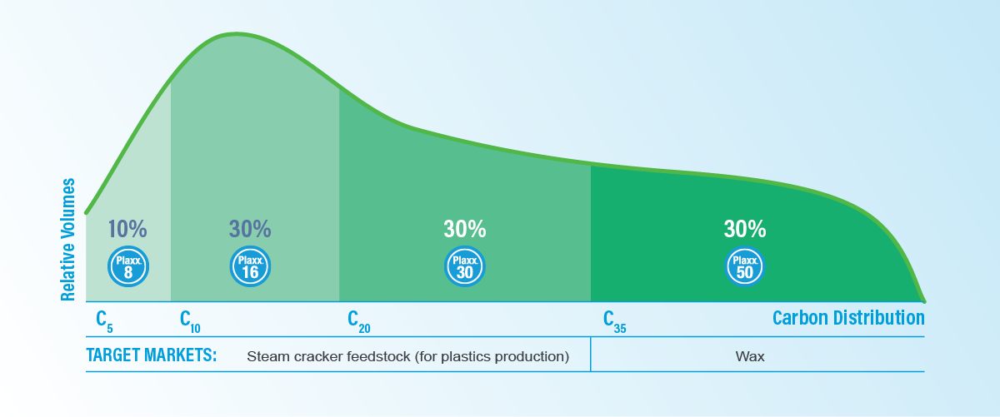 Relative Volumes
10%
30%
30%
30%
Plaxx
8
Plaxx
16
Plaxx
30
Plaxx
50
C5
C10
C20
C35
Carbon Distribution
TARGET MARKETS: Steam cracker feedstock (for plastics production) Wax